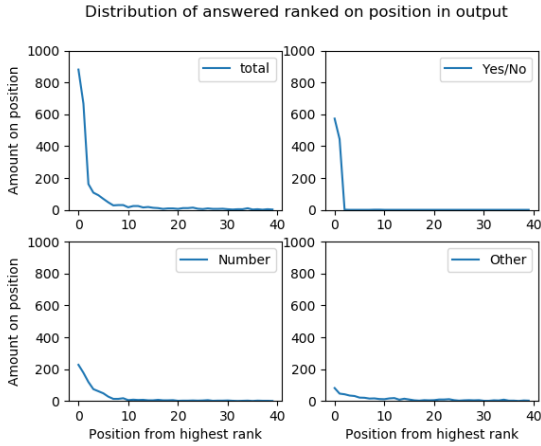 Distribution of answered ranked on position in output
Amount on position
1000
800
600
400
200
0
total
0 10 20 30 40
1000
800
600
400
200
0
Yes/No
0 10 20 30 40
Amount on position
1000
800
600
400
200
0
Number
0 10 20 30 40
Position from highest rank
1000
800
600
400
200
0
Other
0 10 20 30 40
Position from highest rank